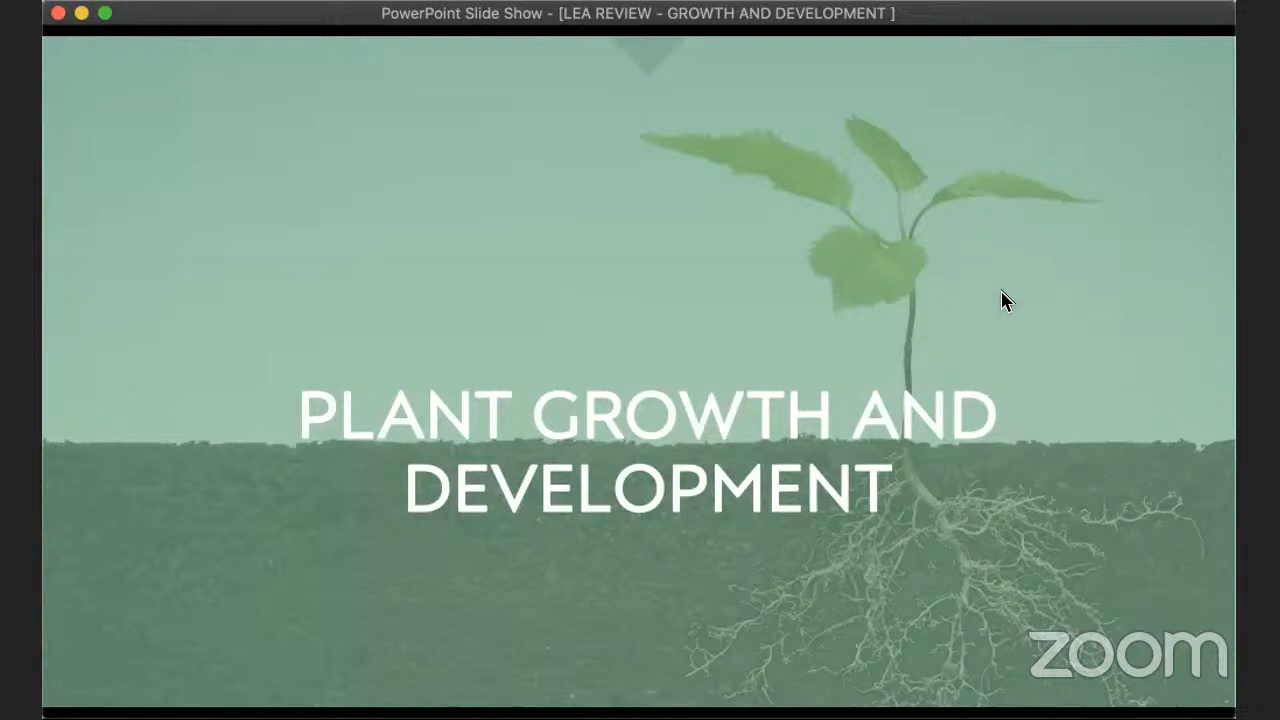 PowerPoint Slide Show - [LEA REVIEW - GROWTH AND DEVELOPMENT ]
PLANT GROWTH AND
DEVELOPMENT
zoom